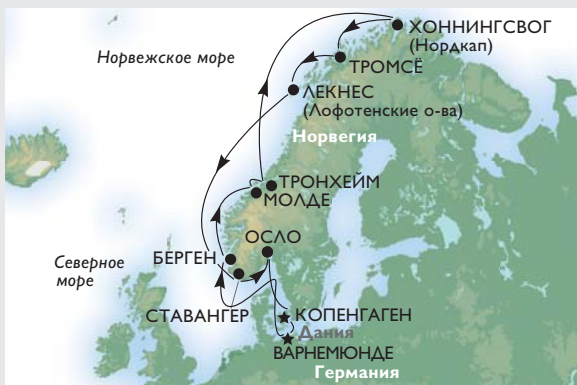 ХОННИНГСВОГ
(Нордкап)
Норвежское море
ТРОМСЁ
ЛЕКНЕС
(Лофотенские о-ва)
Норвегия
ТРОНХЕЙМ
МОЛДЕ
ОСЛО
БЕРГЕН
Северное
море
СТАВАНГЕР
КОПЕНГАГЕН
Дания
ВАРНЕМЮНДЕ
Германия